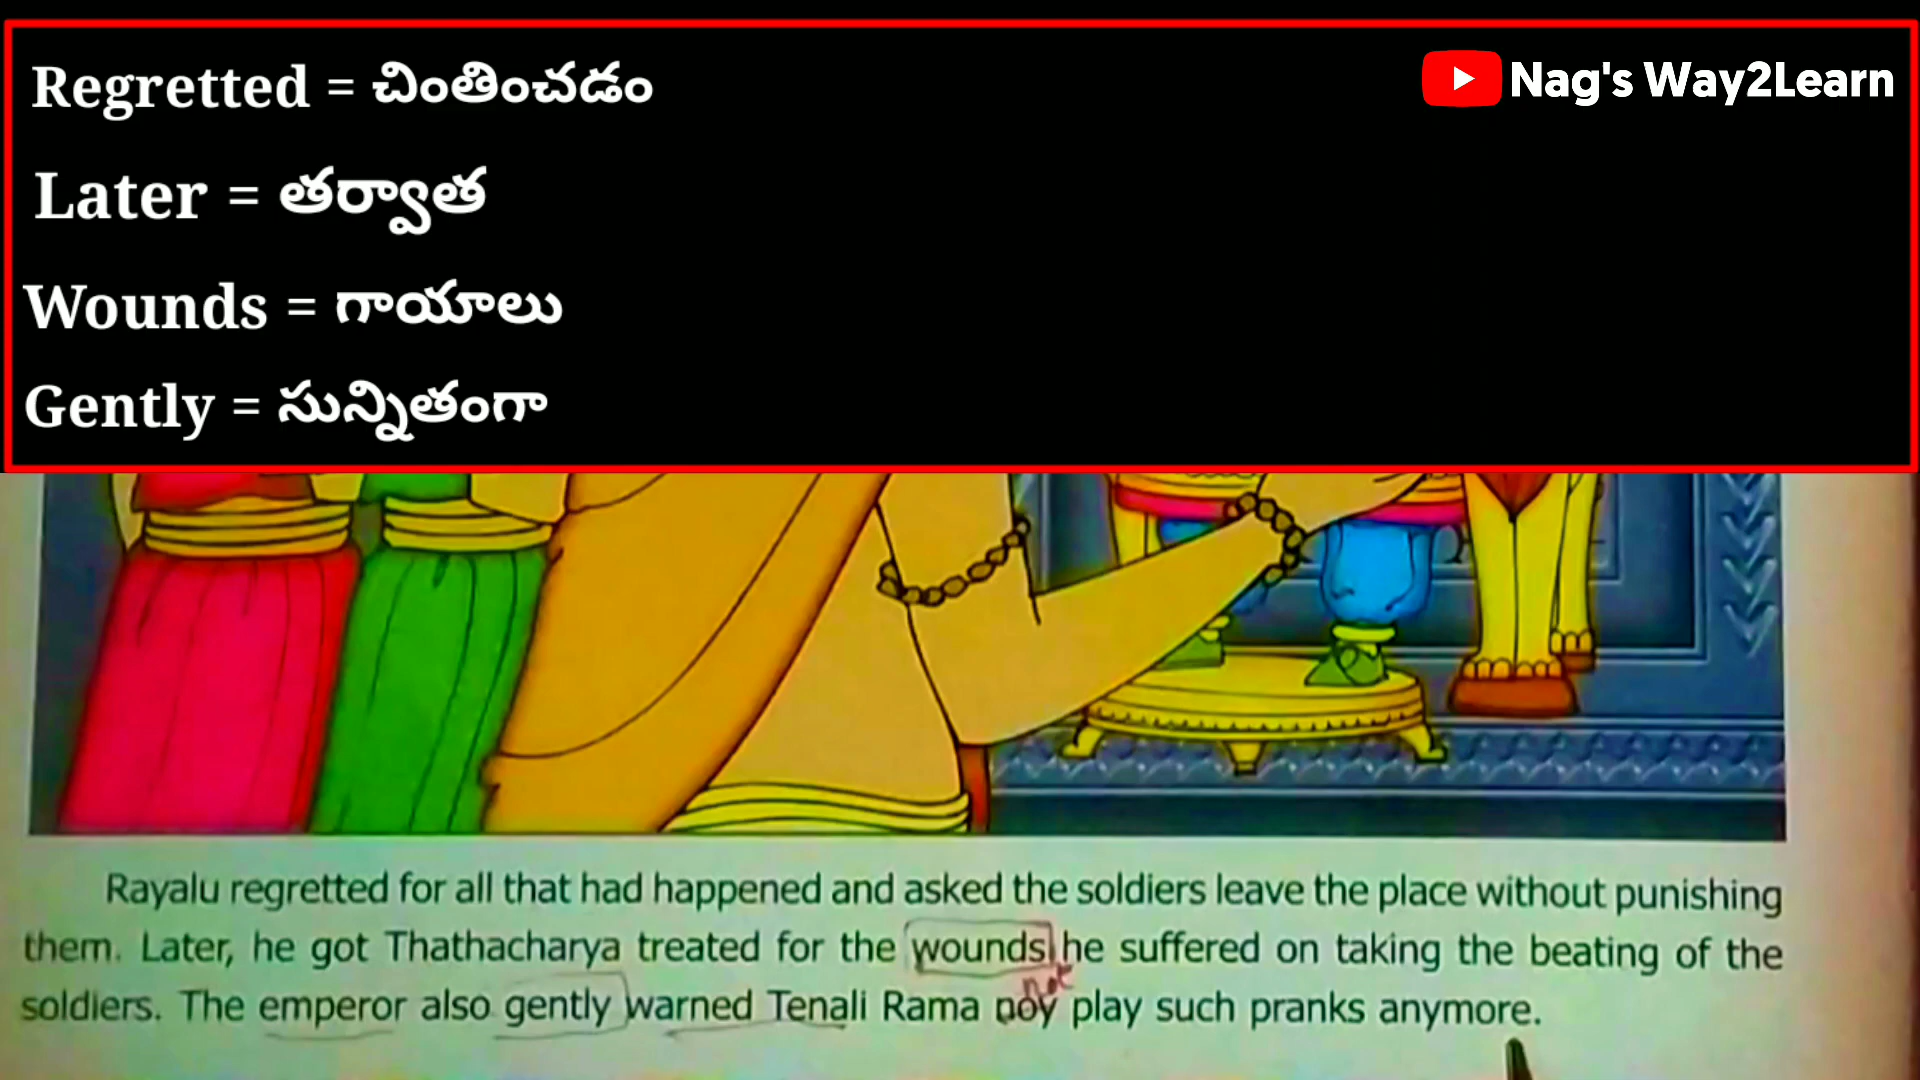 Regretted = చింతించడం
Nag's Way2Learn
Later = తర్వాత
Wounds = గాయాలు
Gently = సున్నితంగా
Rayalu regretted for all that had happened and asked the soldiers leave the place without punishing
them. Later, he got Thathacharya treated for the wounds he suffered on taking the beating of the
not
soldiers. The emperor also gently warned Tenali Rama noy play such pranks anymore.